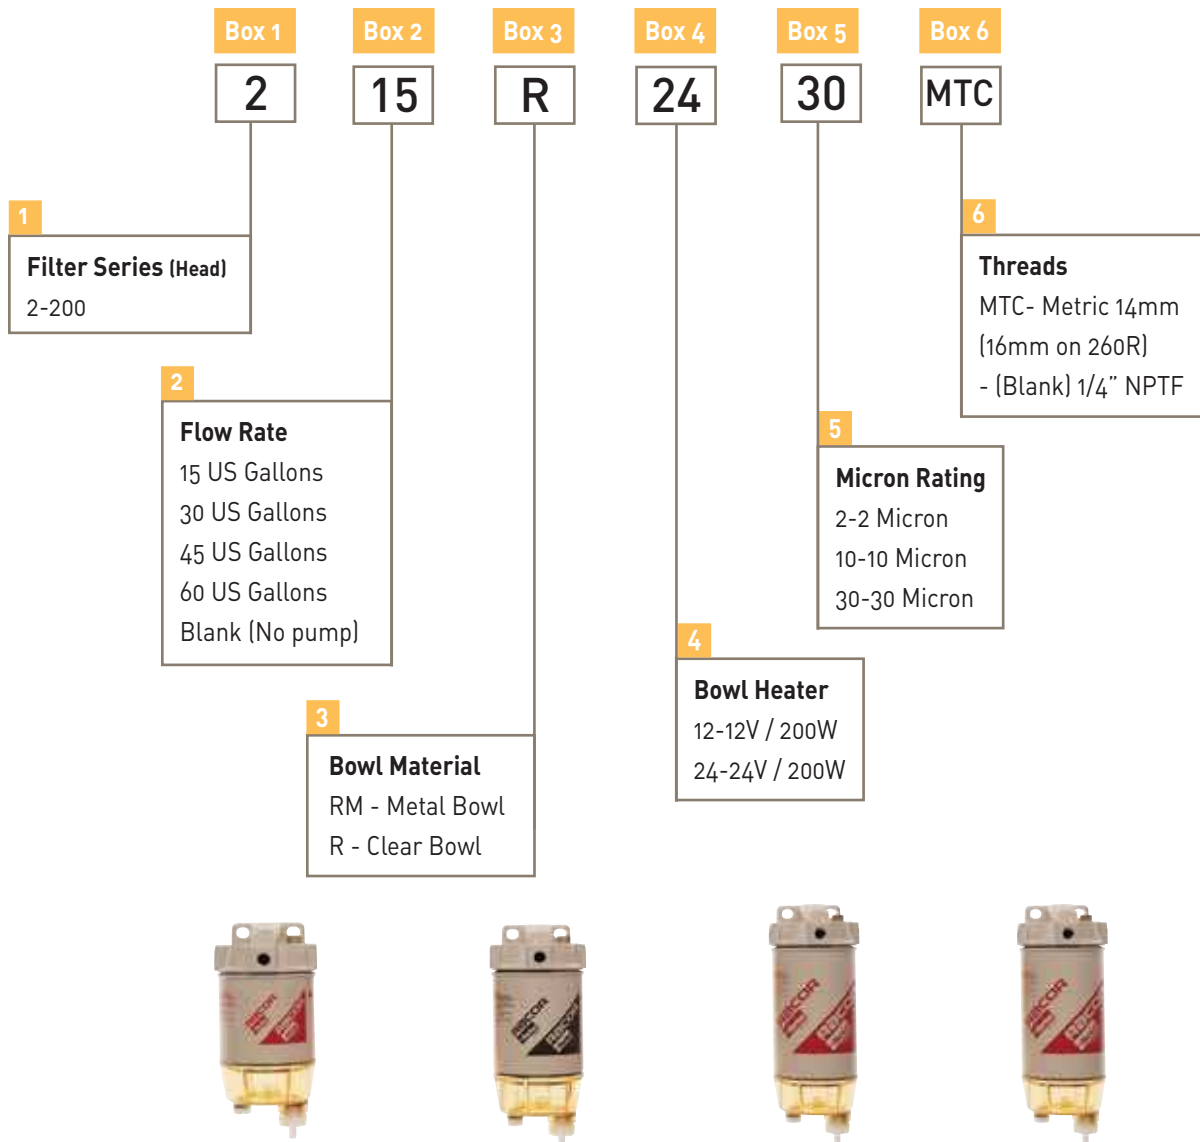 Box 1 Box 2 Box 3 Box 4 Box 5 Box 6
2 15 R 24 30 MTC
1
Filter Series (Head)
2-200
2
Flow Rate
15 US Gallons
30 US Gallons
45 US Gallons
60 US Gallons
Blank (No pump)
3
Bowl Material
RM - Metal Bowl
R - Clear Bowl
4
Bowl Heater
12-12V / 200W
24-24V / 200W
5
Micron Rating
2-2 Micron
10-10 Micron
30-30 Micron
6
Threads
MTC- Metric 14mm
(16mm on 260R)
- (Blank) 1/4” NPTF
RACOR
RACOR
RACOR
RACOR